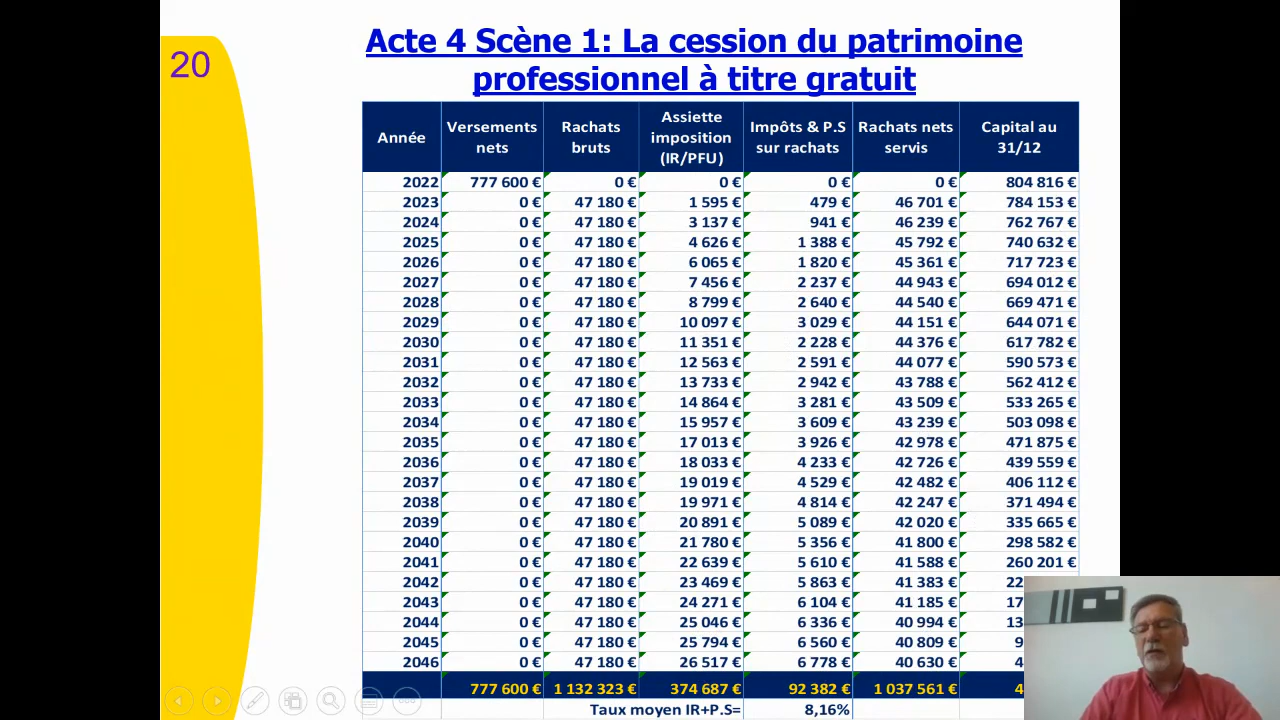 20
Acte 4 Scène 1: La cession du patrimoine
professionnel à titre gratuit
Année Versements nets Rachats bruts Assiette imposition (IR/PFU) Impôts & P.S sur rachats Rachats nets servis Capital au 31/12
2022 777 600 € 0 € 0 € 0 € 0 € 804 816 €
2023 0 € 47 180 € 1 595 € 479 € 46 701 € 784 153 €
2024 0 € 47 180 € 3 137 € 941 € 46 239 € 762 767 €
2025 0 € 47 180 € 4 626 € 1 388 € 45 792 € 740 632 €
2026 0 € 47 180 € 6 065 € 1 820 € 45 361 € 717 723 €
2027 0 € 47 180 € 7 456 € 2 237 € 44 943 € 694 012 €
2028 0 € 47 180 € 8 799 € 2 640 € 44 540 € 669 471 €
2029 0 € 47 180 € 10 097 € 3 029 € 44 151 € 644 071 €
2030 0 € 47 180 € 11 351 € 2 228 € 44 376 € 617 782 €
2031 0 € 47 180 € 12 563 € 2 591 € 44 077 € 590 573 €
2032 0 € 47 180 € 13 733 € 2 942 € 43 788 € 562 412 €
2033 0 € 47 180 € 14 864 € 3 281 € 43 509 € 533 265 €
2034 0 € 47 180 € 15 957 € 3 609 € 43 239 € 503 098 €
2035 0 € 47 180 € 17 013 € 3 926 € 42 978 € 471 875 €
2036 0 € 47 180 € 18 033 € 4 233 € 42 726 € 439 559 €
2037 0 € 47 180 € 19 019 € 4 529 € 42 482 € 406 112 €
2038 0 € 47 180 € 19 971 € 4 814 € 42 247 € 371 494 €
2039 0 € 47 180 € 20 891 € 5 089 € 42 020 € 335 665 €
2040 0 € 47 180 € 21 780 € 5 356 € 41 800 € 298 582 €
2041 0 € 47 180 € 22 639 € 5 610 € 41 588 € 260 201 €
2042 0 € 47 180 € 23 469 € 5 863 € 41 383 € 22
2043 0 € 47 180 € 24 271 € 6 104 € 41 185 € 17
2044 0 € 47 180 € 25 046 € 6 336 € 40 994 € 13
2045 0 € 47 180 € 25 794 € 6 560 € 40 809 € 9
2046 0 € 47 180 € 26 517 € 6 778 € 40 630 € 4
777 600 € 1 132 323 € 374 687 € 92 382 € 1 037 561 € 4
Taux moyen IR+P.S= 8,16%